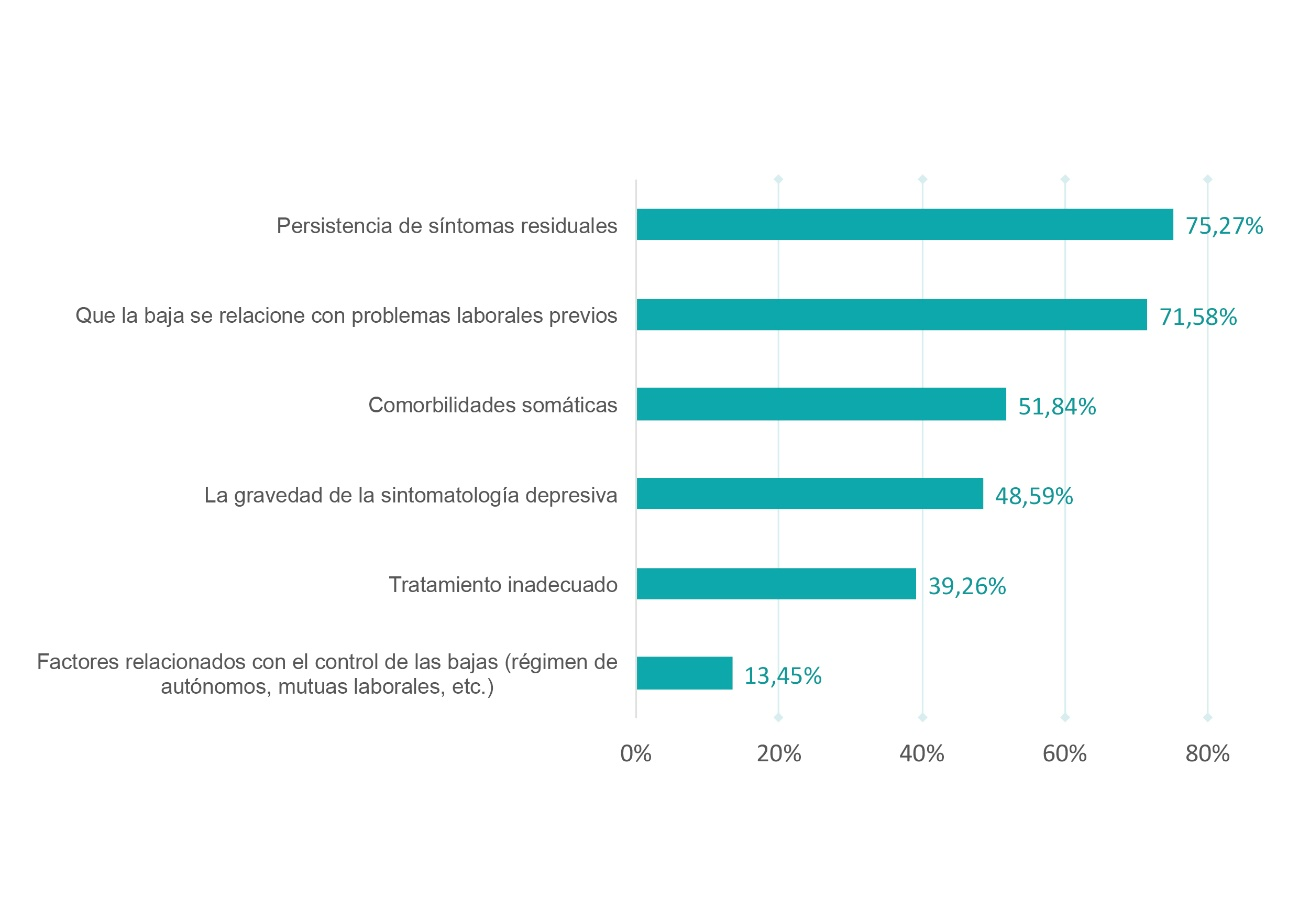 Persistencia de síntomas residuales
75,27%
Que la baja se relacione con problemas laborales previos
71,58%
Comorbilidades somáticas
51,84%
La gravedad de la sintomatología depresiva
48,59%
Tratamiento inadecuado
39,26%
Factores relacionados con el control de las bajas (régimen de
autónomos, mutuas laborales, etc.)
13,45%
0%
20%
40%
60%
80%